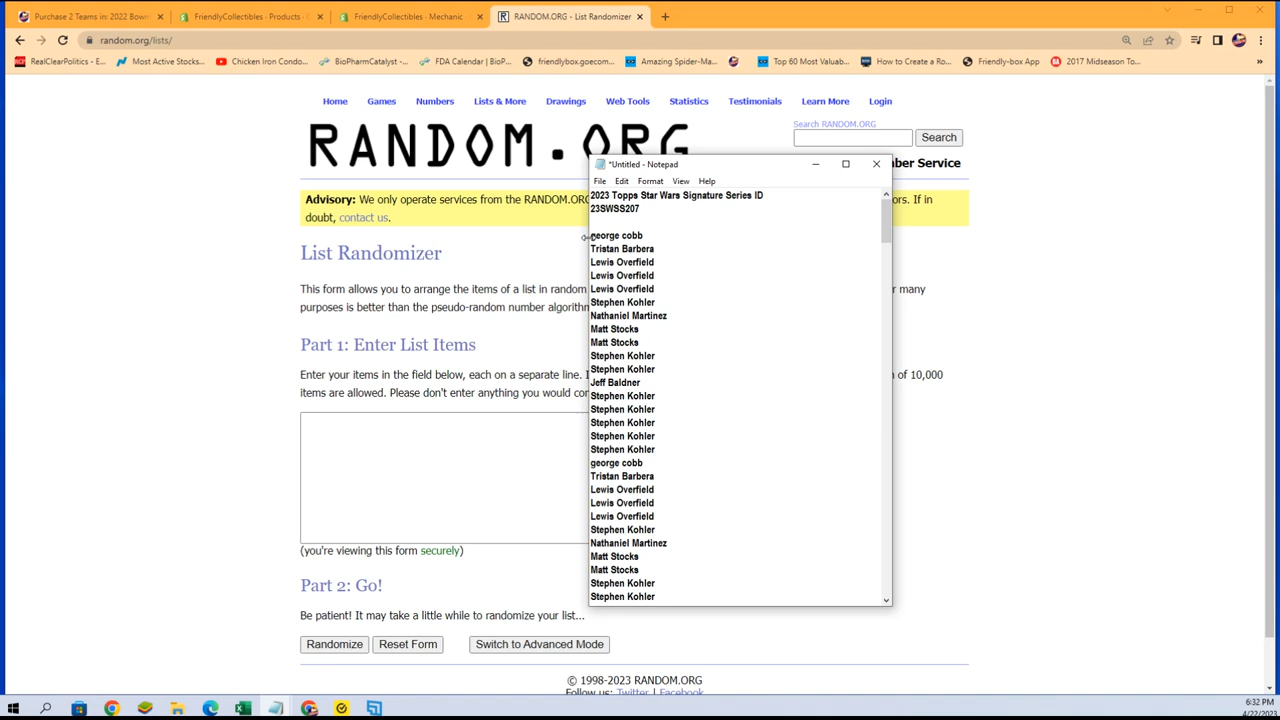 Purchase 2 Teams in: 2022 Bown
FriendlyCollectibles · Products ·
FriendlyCollectibles · Mechanic
RANDOM.ORG - List Randomizer
random.org/lists/
RealClearPolitics - E...
Most Active Stocks...
Chicken Iron Condo...
BioPharmCatalyst -...
FDA Calendar | BioP...
friendlybox.goecom...
Amazing Spider-Ma...
Top 60 Most Valuab...
How to Create a Ro...
Friendly-box App
2017 Midseason To...
Home Games Numbers Lists & More Drawings Web Tools Statistics Testimonials Learn More Login
RANDOM.ORG
Search RANDOM.ORG
Search
ber Service
Advisory: We only operate services from the RANDOM.ORG
ors. If in
doubt, contact us.
List Randomizer
This form allows you to arrange the items of a list in random
r many
purposes is better than the pseudo-random number algorithm
Part 1: Enter List Items
Enter your items in the field below, each on a separate line.
n of 10,000
items are allowed. Please don't enter anything you would con
(you're viewing this form securely)
Part 2: Go!
Be patient! It may take a little while to randomize your list...
Randomize
Reset Form
Switch to Advanced Mode
© 1998-2023 RANDOM.ORG
Follow us: Twitter | Facebook
*Untitled - Notepad
File Edit Format View Help
2023 Topps Star Wars Signature Series ID
23SWSS207
george cobb
Tristan Barbera
Lewis Overfield
Lewis Overfield
Lewis Overfield
Stephen Kohler
Nathaniel Martinez
Matt Stocks
Matt Stocks
Stephen Kohler
Stephen Kohler
Jeff Baldner
Stephen Kohler
Stephen Kohler
Stephen Kohler
Stephen Kohler
Stephen Kohler
george cobb
Tristan Barbera
Lewis Overfield
Lewis Overfield
Lewis Overfield
Stephen Kohler
Nathaniel Martinez
Matt Stocks
Matt Stocks
Stephen Kohler
Stephen Kohler
6:32 PM
4/22/2023